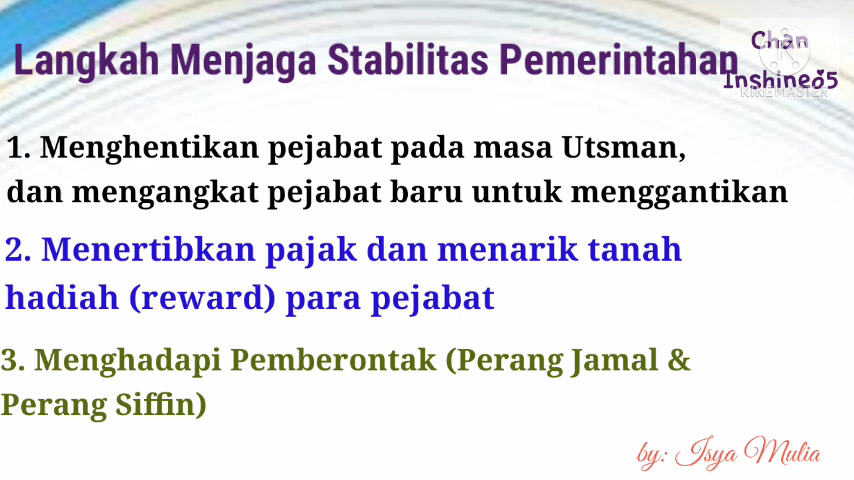 Langkah Menjaga Stabilitas Pemerintahan
Chan
Inshineo5
KINEMASTER
1. Menghentikan pejabat pada masa Utsman,
dan mengangkat pejabat baru untuk menggantikan
2. Menertibkan pajak dan menarik tanah
hadiah (reward) para pejabat
3. Menghadapi Pemberontak (Perang Jamal &
Perang Siffin)
by: Isya Mulia